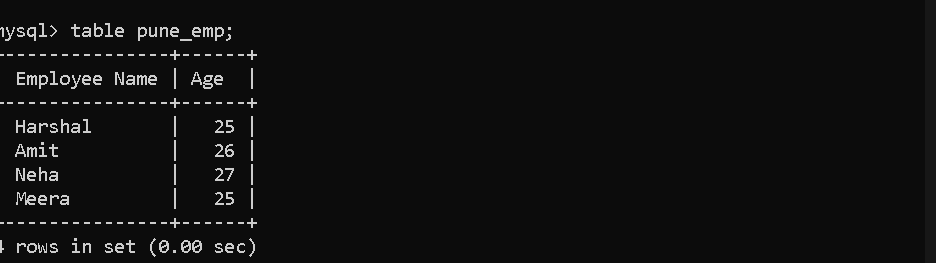 mysql> table pune_emp;
----------------+------+
Employee Name | Age  |
----------------+------+
Harshal        |   25 |
Amit           |   26 |
Neha           |   27 |
Meera          |   25 |
----------------+------+
4 rows in set (0.00 sec)